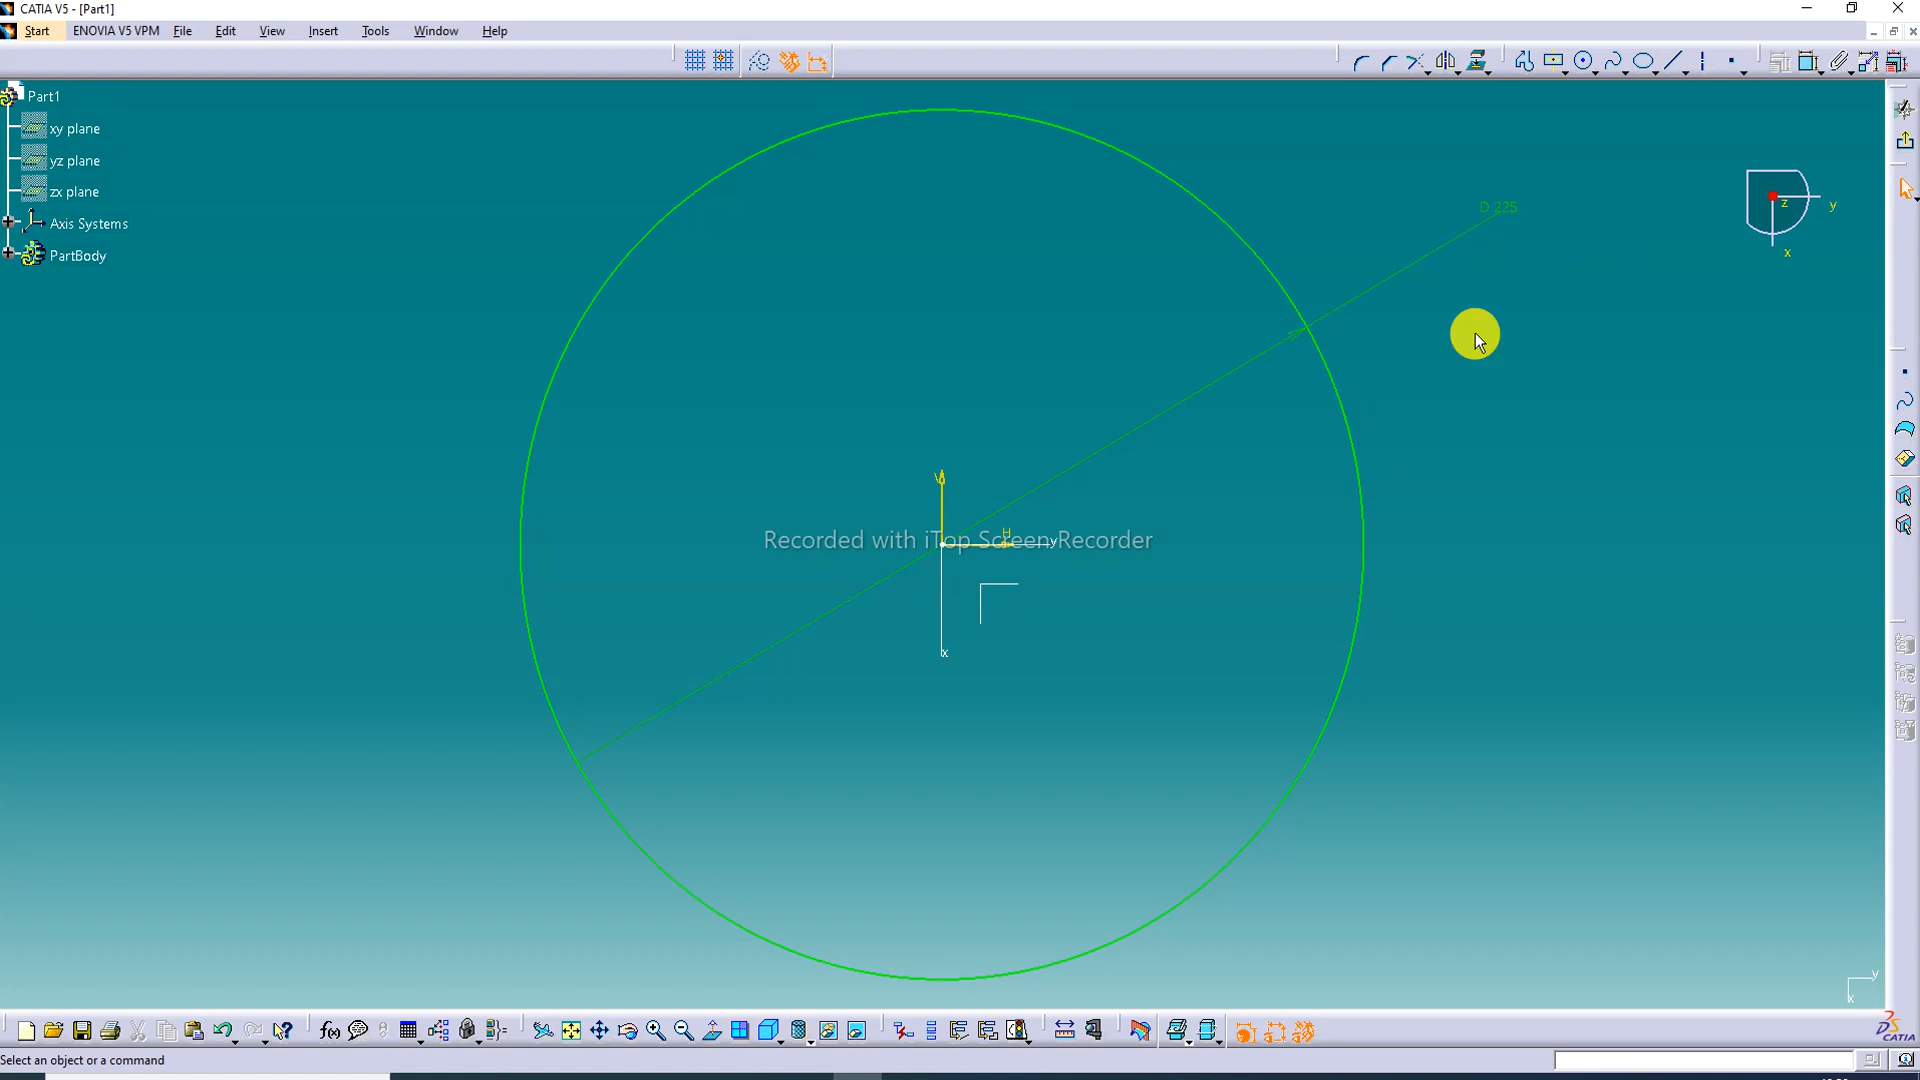 CATIA V5 - [Part1]
Start ENOVIA V5 VPM File Edit View Insert Tools Window Help
Part1
xy plane
yz plane
zx plane
Axis Systems
PartBody
D 225
z
y
x
V
H
y
Recorded with iTop Screen Recorder
x
y
x
f(x)
CATIA
Select an object or a command